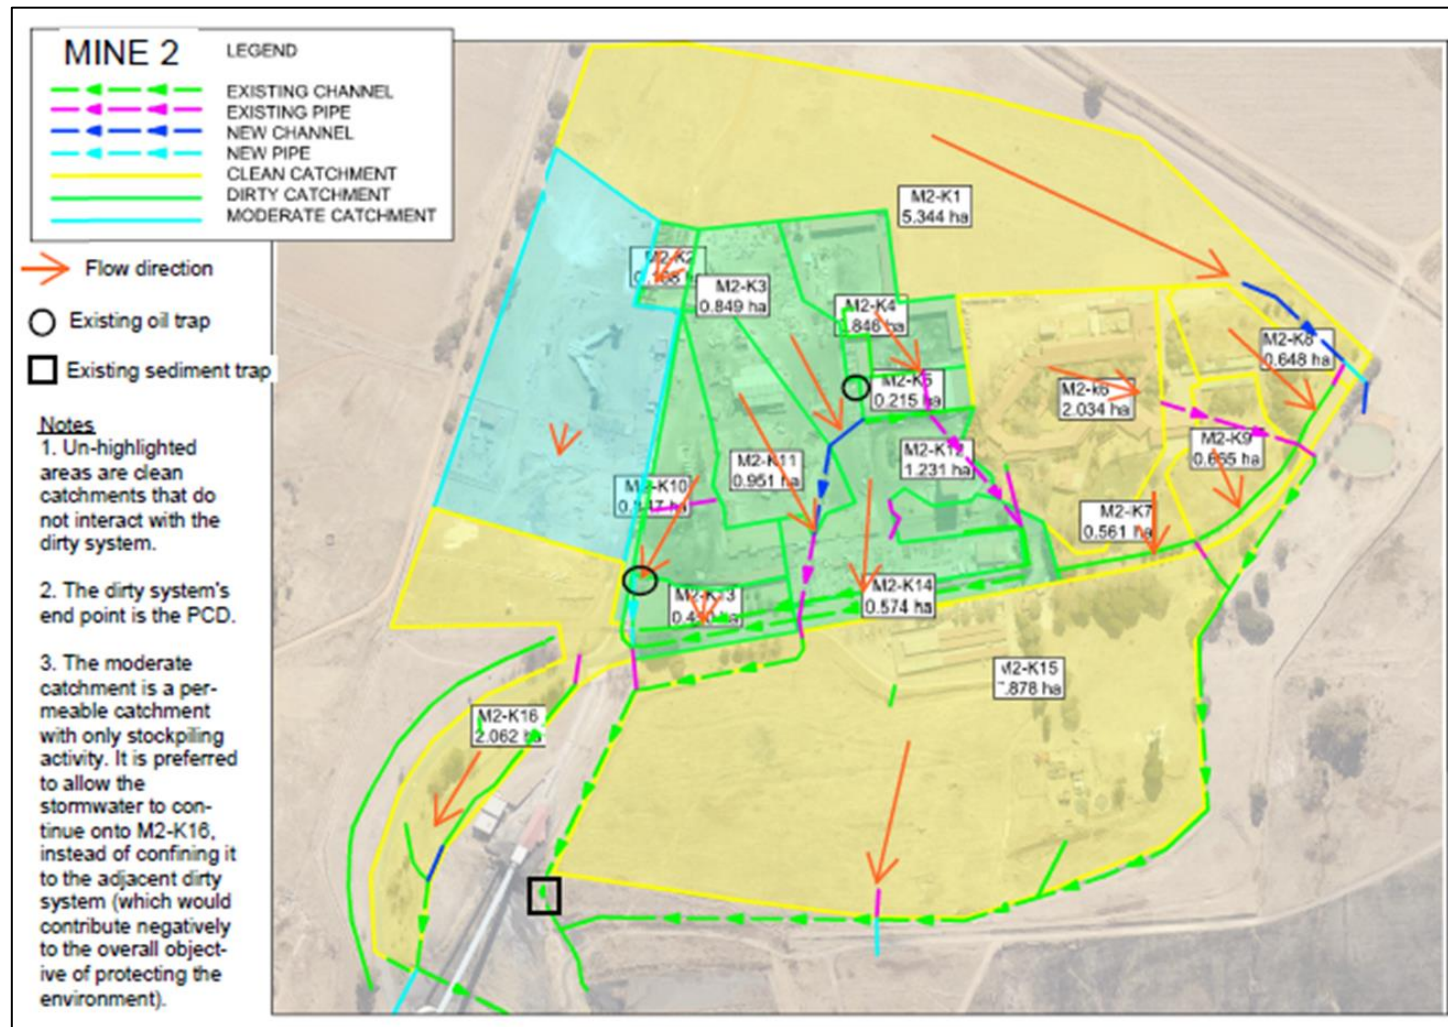 MINE 2
LEGEND
EXISTING CHANNEL
EXISTING PIPE
NEW CHANNEL
NEW PIPE
CLEAN CATCHMENT
DIRTY CATCHMENT
MODERATE CATCHMENT
Flow direction
Existing oil trap
Existing sediment trap
Notes
1. Un-highlighted
areas are clean
catchments that do
not interact with the
dirty system.
2. The dirty system's
end point is the PCD.
3. The moderate
catchment is a per-
meable catchment
with only stockpiling
activity. It is preferred
to allow the
stormwater to con-
tinue onto M2-K16,
instead of confining it
to the adjacent dirty
system (which would
contribute negatively
to the overall object-
ive of protecting the
environment).
M2-K1
5.344 ha
M2-K2
M2-K3
0.849 ha
M2-K4
.846 ha
M2-K5
0.215 ha
M2-k6
2.034 ha
M2-K8
0.648 ha
M2-K9
M2-K12
1.231 ha
M2-K11
0.951 ha
M2-K10
M2-K7
0.561 ha
M2-K13
M2-K14
0.574 ha
M2-K15
.878 ha
M2-K16
2.062 ha